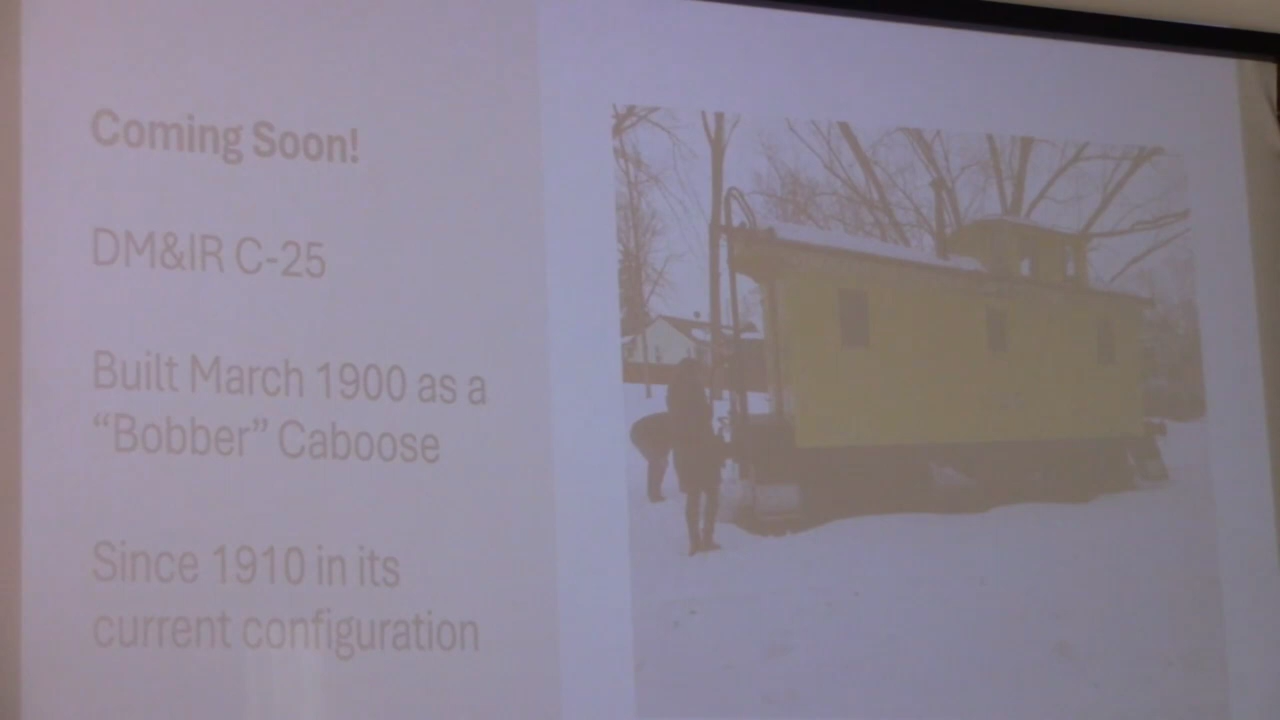 Coming Soon!
DM&IR C-25
Built March 1900 as a
“Bobber” Caboose
Since 1910 in its
current configuration